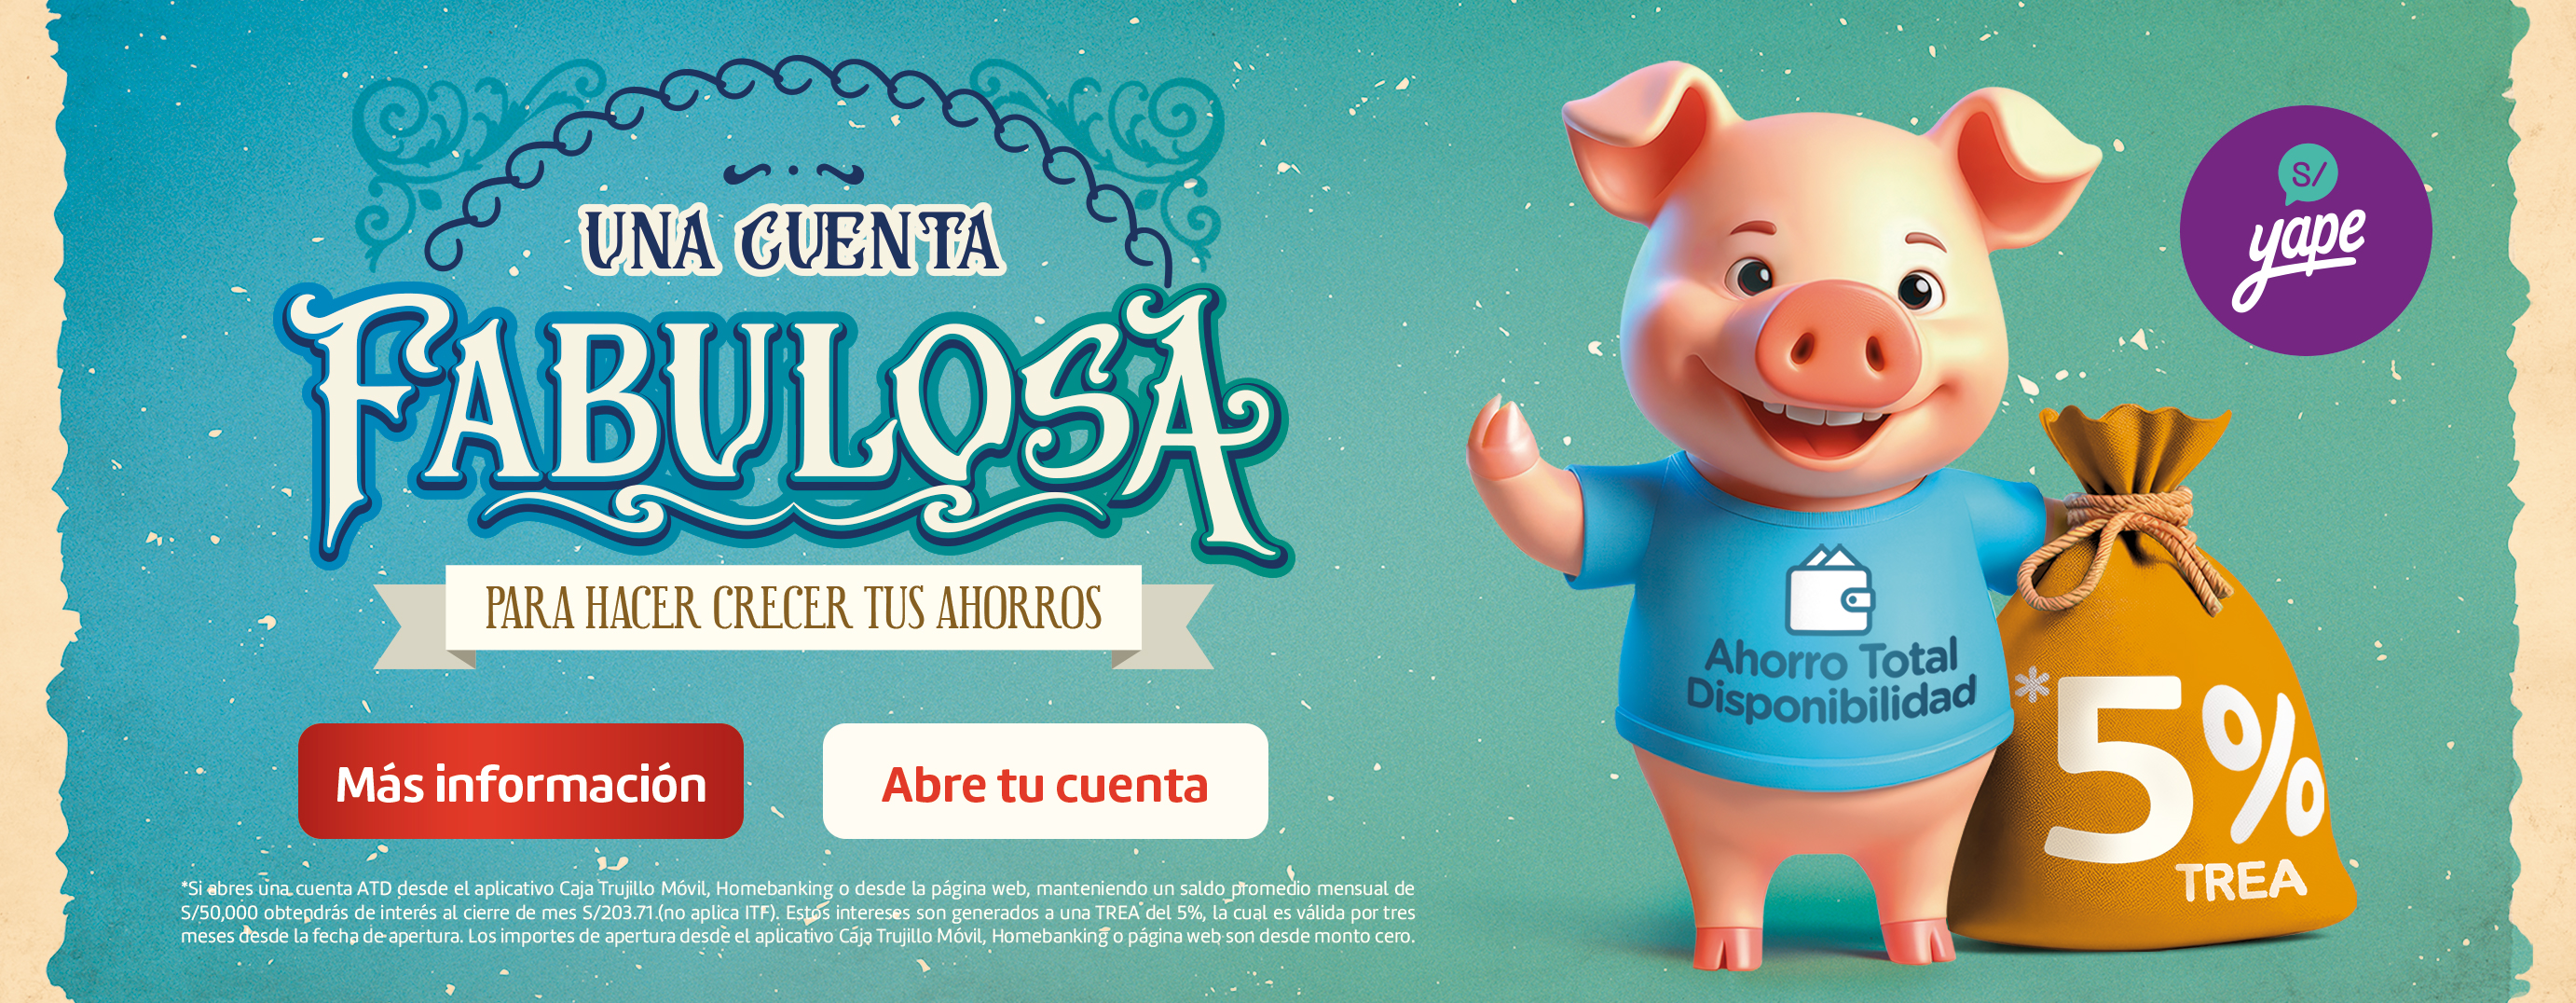 UNA CUENTA
FABULOSA
PARA HACER CRECER TUS AHORROS
Más información
Abre tu cuenta
*Si abres una cuenta ATD desde el aplicativo Caja Trujillo Móvil, Homebanking o desde la página web, manteniendo un saldo promedio mensual de
S/50,000 obtendrás de interés al cierre de mes S/203.71.(no aplica ITF). Estos intereses son generados a una TREA del 5%, la cual es válida por tres
meses desde la fecha de apertura. Los importes de apertura desde el aplicativo Caja Trujillo Móvil, Homebanking o página web son desde monto cero.
S/
yape
Ahorro Total
Disponibilidad
*5%
TREA